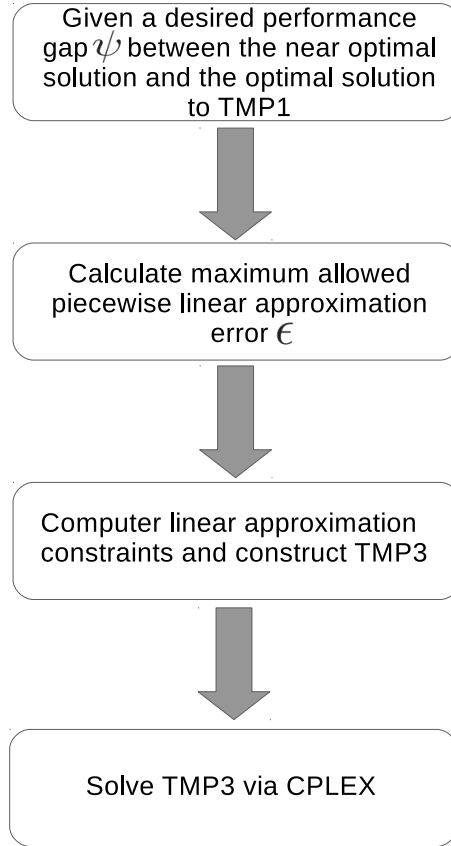 Given a desired performance
gap ψ between the near optimal
solution and the optimal solution
to TMP1
Calculate maximum allowed
piecewise linear approximation
error ϵ
Computer linear approximation
constraints and construct TMP3
Solve TMP3 via CPLEX